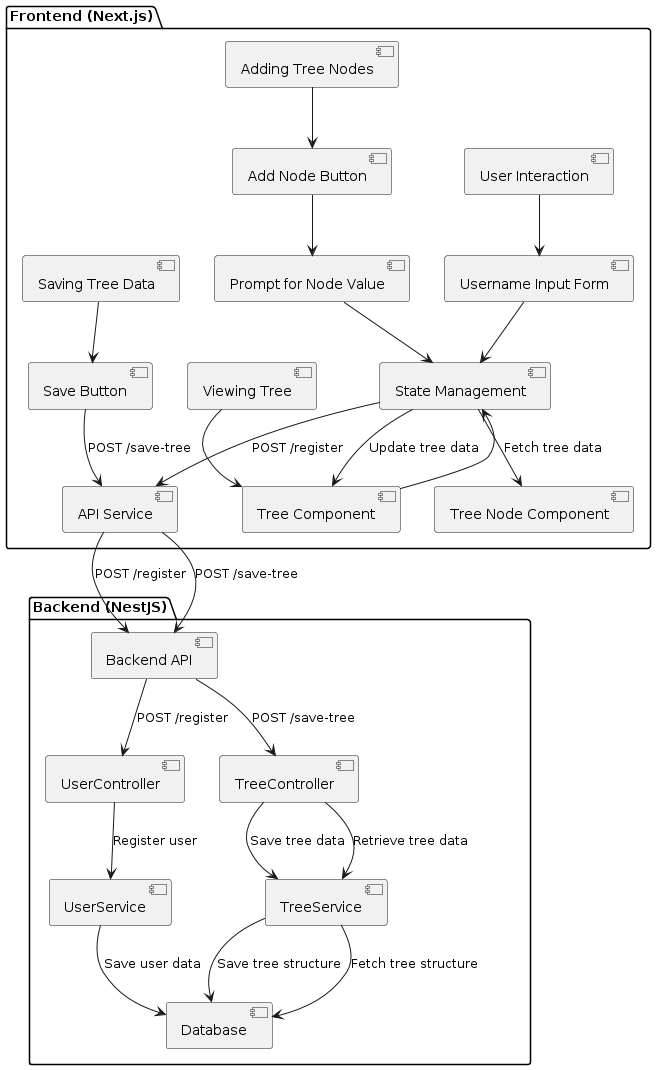 Frontend (Next.js)
Adding Tree Nodes
Add Node Button
User Interaction
Saving Tree Data
Prompt for Node Value
Username Input Form
Save Button
Viewing Tree
State Management
POST /save-tree
POST /register
Update tree data
Fetch tree data
API Service
Tree Component
Tree Node Component
POST /register
POST /save-tree
Backend (NestJS)
Backend API
POST /register
POST /save-tree
UserController
TreeController
Register user
Save tree data
Retrieve tree data
UserService
TreeService
Save user data
Save tree structure
Fetch tree structure
Database